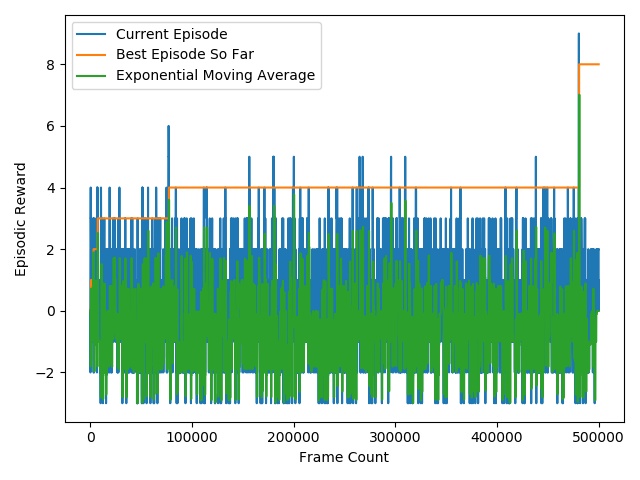 Current Episode
Best Episode So Far
Exponential Moving Average
Episodic Reward
8
6
4
2
0
−2
0
100000
200000
300000
400000
500000
Frame Count